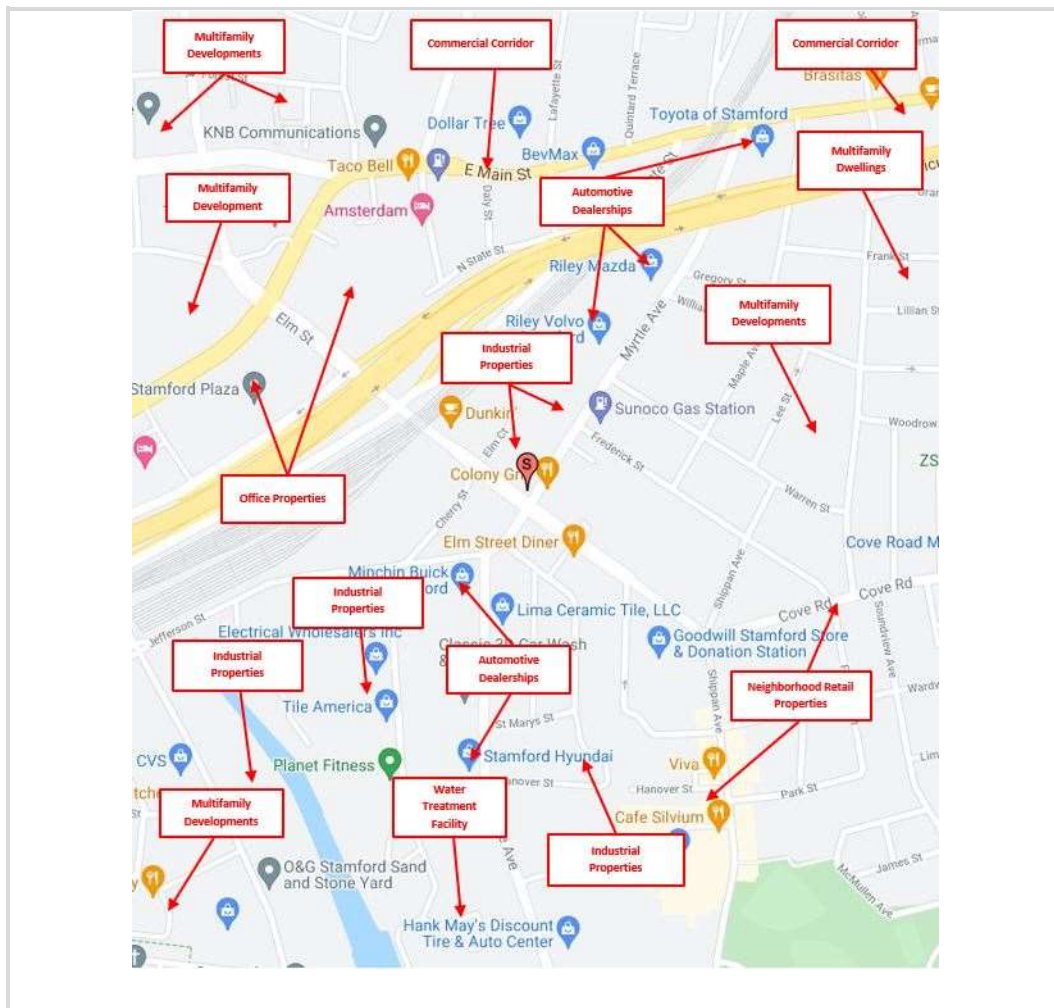 Multifamily
Developments
Commercial Corridor
Commercial Corridor
Brasitas
KNB Communications
Dollar Tree
Lafayette St
Quintard Terrace
Toyota of Stamford
BevMax
Taco Bell
E Main St
Daly St
Multifamily
Dwellings
Multifamily
Development
Amsterdam
Automotive
Dealerships
N State St
Riley Mazda
Frank St
Gregory St
Multifamily
Developments
Lillian St
Elm St
Riley Volvo
Myrtle Ave
Industrial
Properties
Maple Ave
Lee St
Stamford Plaza
Dunkin'
Sunoco Gas Station
Elm Ct
Frederick St
Woodrow
Colony
S
Office Properties
Cherry St
Warren St
Elm Street Diner
Cove Road M
Shippan Ave
Minchin Buick
Cove Rd
Cove Rd
Industrial
Properties
Lima Ceramic Tile, LLC
Jefferson St
Electrical Wholesalers Inc
Goodwill Stamford Store
& Donation Station
Soundview Ave
Industrial
Properties
Automotive
Dealerships
Neighborhood Retail
Properties
Shippan Ave
Tile America
St Marys St
CVS
Planet Fitness
Stamford Hyundai
Viva
Hanover St
Hanover St
Park St
Multifamily
Developments
Water
Treatment
Facility
Cafe Silvium
Industrial
Properties
James St
McMullen Ave
O&G Stamford Sand
and Stone Yard
Hank May's Discount
Tire & Auto Center